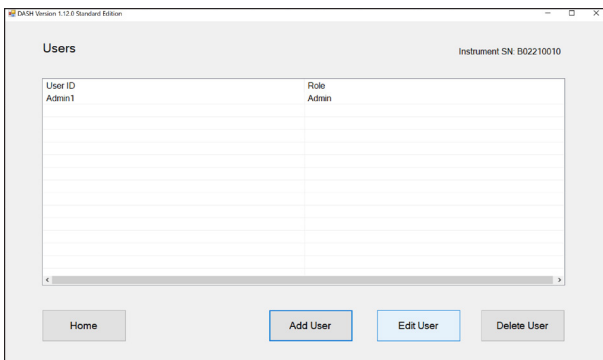 DASH Version 1.12.0 Standard Edition
Users
Instrument SN: B02210010
User ID Role
Admin1 Admin
Home Add User Edit User Delete User